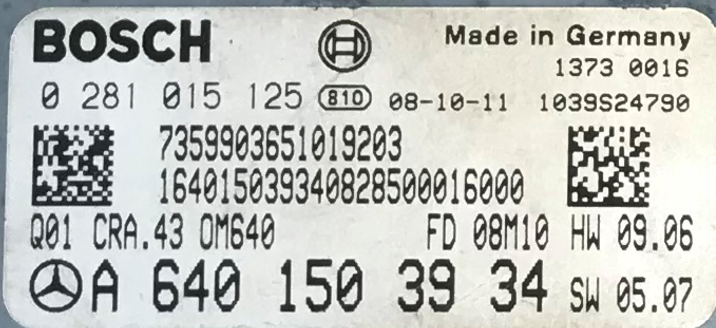 BOSCH Made in Germany
1373 0016
0 281 015 125 810 08-10-11 1039S24790
7359903651019203
164015039340828500016000
Q01 CRA.43 OM640 FD 08M10 HW 09.06
A 640 150 39 34 SW 05.07